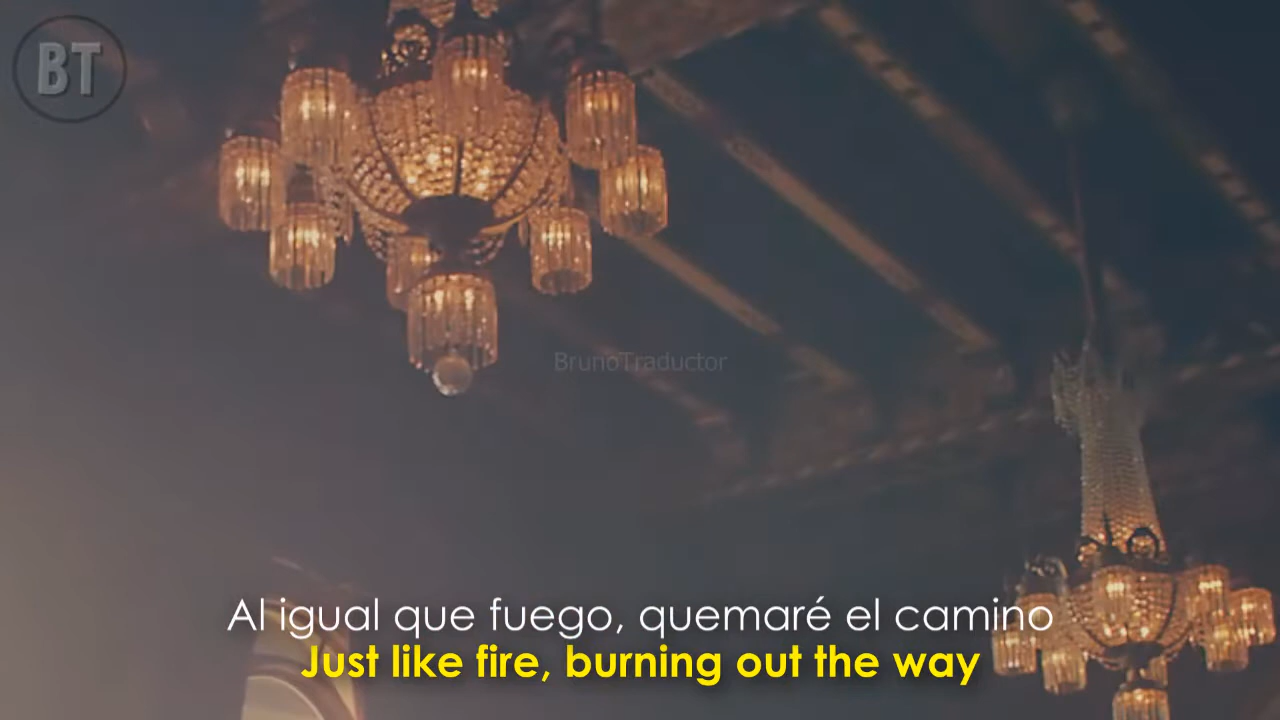 BT
BrunoTraductor
Al igual que fuego, quemaré el camino
Just like fire, burning out the way